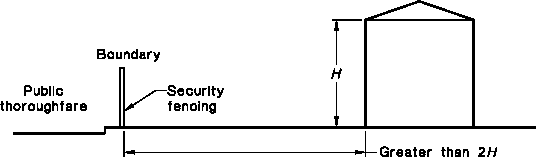 Boundary
H
Public
thoroughfare
Security
fencing
Greater than 2H